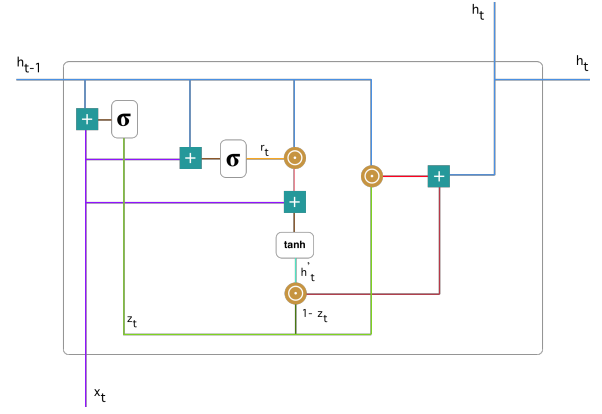 h_t
h_{t-1}
h_t
+
σ
+
σ
r_t
+
+
tanh
h'_t
z_t
1- z_t
x_t